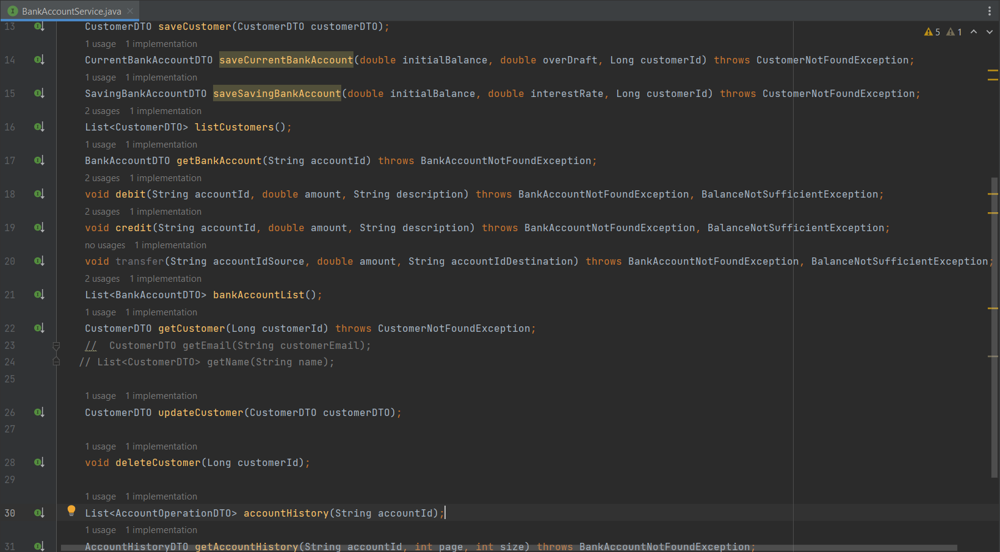 BankAccountService.java
5 1
13 CustomerDTO saveCustomer(CustomerDTO customerDTO);
1 usage 1 implementation
14 CurrentBankAccountDTO saveCurrentBankAccount(double initialBalance, double overDraft, Long customerId) throws CustomerNotFoundException;
1 usage 1 implementation
15 SavingBankAccountDTO saveSavingBankAccount(double initialBalance, double interestRate, Long customerId) throws CustomerNotFoundException;
2 usages 1 implementation
16 List<CustomerDTO> listCustomers();
1 usage 1 implementation
17 BankAccountDTO getBankAccount(String accountId) throws BankAccountNotFoundException;
2 usages 1 implementation
18 void debit(String accountId, double amount, String description) throws BankAccountNotFoundException, BalanceNotSufficientException;
2 usages 1 implementation
19 void credit(String accountId, double amount, String description) throws BankAccountNotFoundException, BalanceNotSufficientException;
no usages 1 implementation
20 void transfer(String accountIdSource, double amount, String accountIdDestination) throws BankAccountNotFoundException, BalanceNotSufficientException;
2 usages 1 implementation
21 List<BankAccountDTO> bankAccountList();
1 usage 1 implementation
22 CustomerDTO getCustomer(Long customerId) throws CustomerNotFoundException;
23 // CustomerDTO getEmail(String customerEmail);
24 // List<CustomerDTO> getName(String name);
25
1 usage 1 implementation
26 CustomerDTO updateCustomer(CustomerDTO customerDTO);
27
1 usage 1 implementation
28 void deleteCustomer(Long customerId);
29
1 usage 1 implementation
30 List<AccountOperationDTO> accountHistory(String accountId);
1 usage 1 implementation
31 AccountHistoryDTO getAccountHistory(String accountId, int page, int size) throws BankAccountNotFoundException;